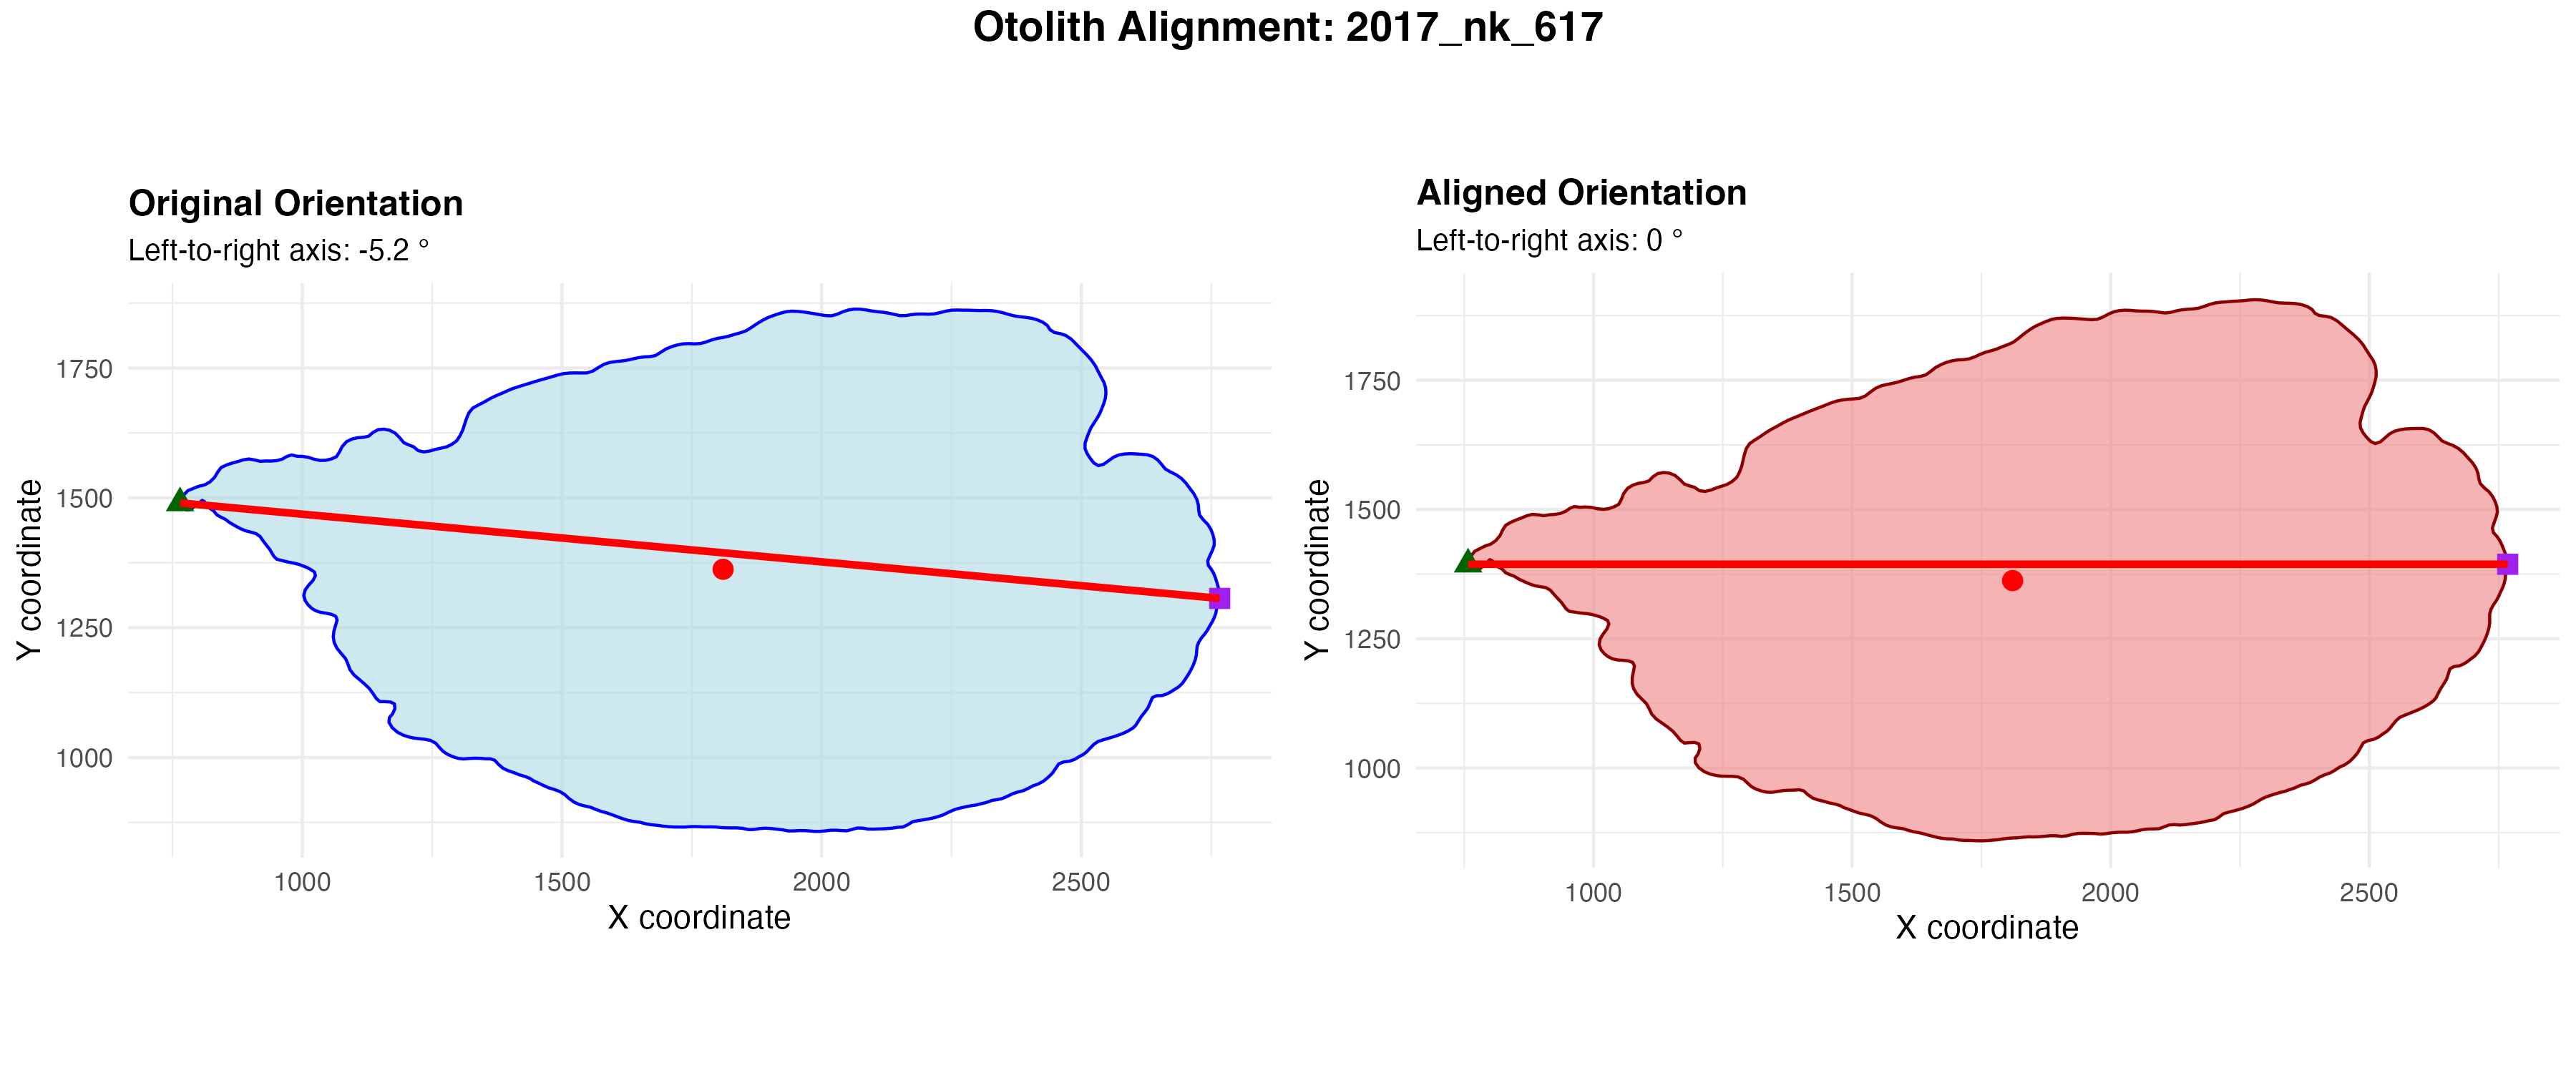 Otolith Alignment: 2017_nk_617
Original Orientation
Left-to-right axis: -5.2 °
1750
1500
1250
1000
Y coordinate
1000 1500 2000 2500
X coordinate
Aligned Orientation
Left-to-right axis: 0 °
1750
1500
1250
1000
Y coordinate
1000 1500 2000 2500
X coordinate